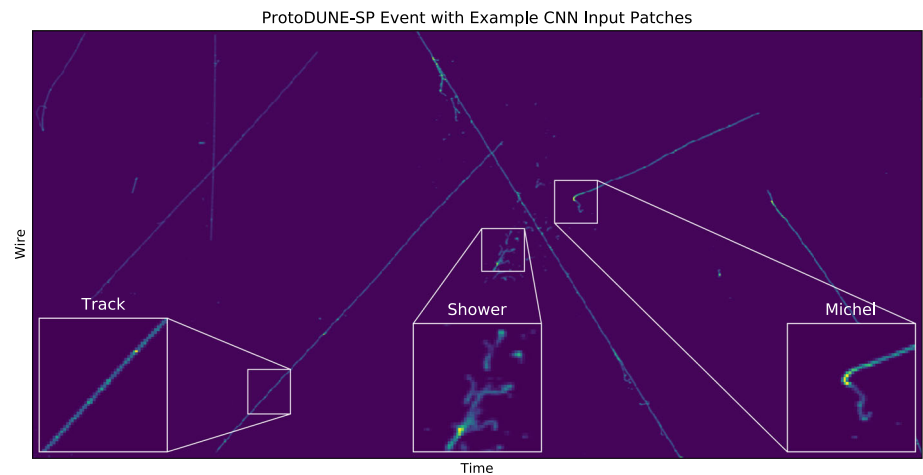 ProtoDUNE-SP Event with Example CNN Input Patches
Wire
Track
Shower
Michel
Time